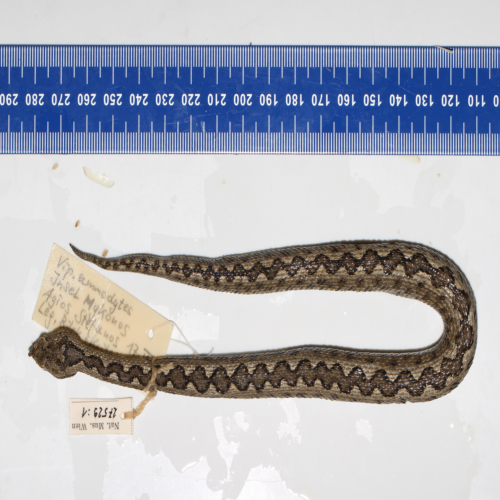 290 280 270 260 250 240 230 220 210 200 190 180 170 160 150 140 130 120 110
Vip. ammodytes
Insel Mykonos
Agios Stefanos
Nat. Mus. Wien
27529:1